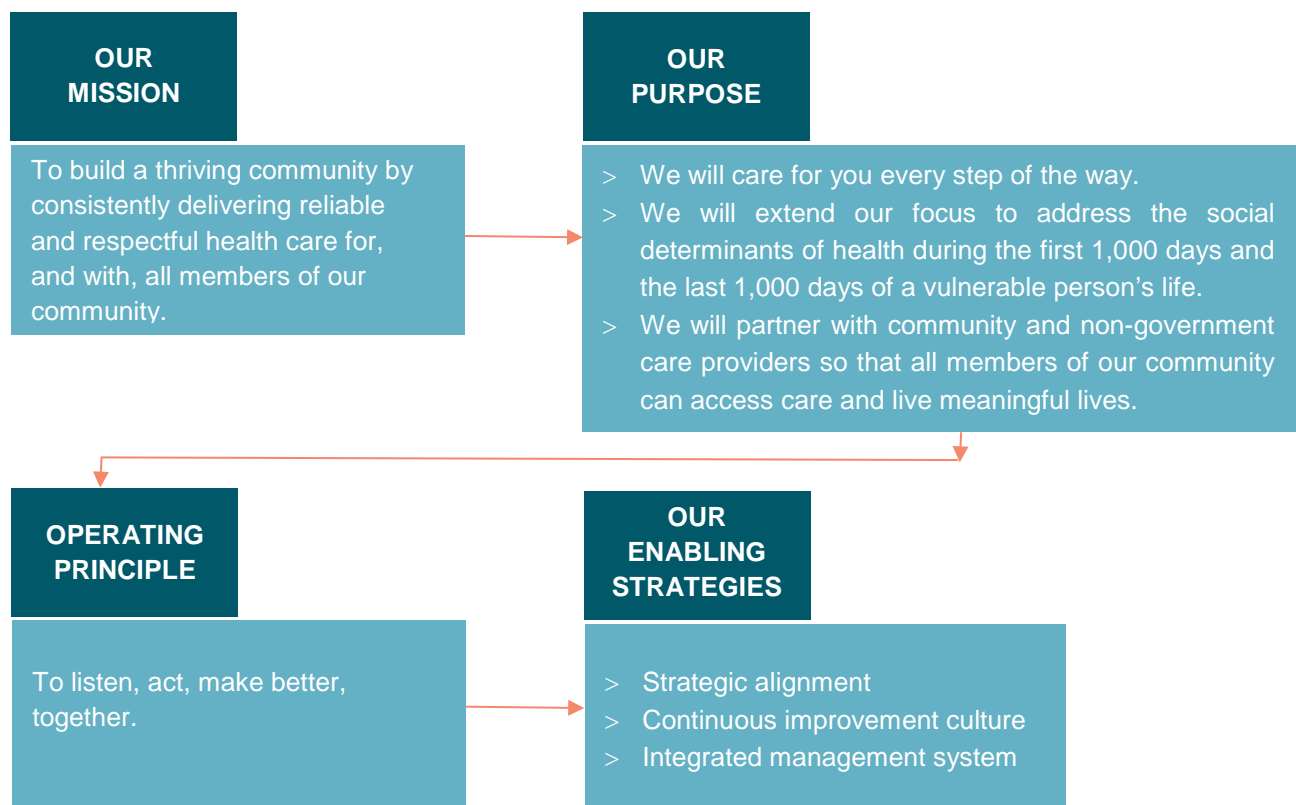 OUR
MISSION
To build a thriving community by
consistently delivering reliable
and respectful health care for,
and with, all members of our
community.
OUR
PURPOSE
> We will care for you every step of the way.
> We will extend our focus to address the social
determinants of health during the first 1,000 days and
the last 1,000 days of a vulnerable person’s life.
> We will partner with community and non-government
care providers so that all members of our community
can access care and live meaningful lives.
OPERATING
PRINCIPLE
To listen, act, make better,
together.
OUR
ENABLING
STRATEGIES
> Strategic alignment
> Continuous improvement culture
> Integrated management system